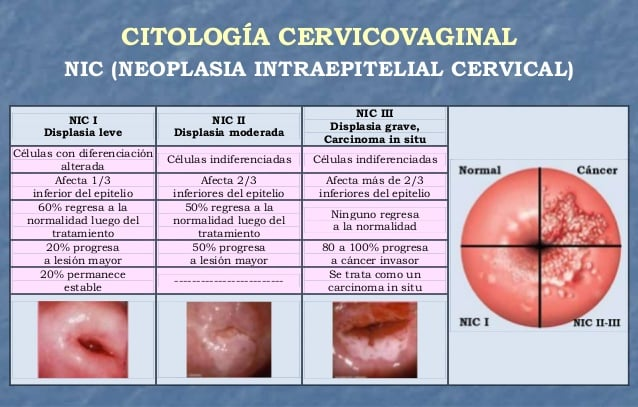 CITOLOGÍA CERVICOVAGINAL
NIC (NEOPLASIA INTRAEPITELIAL CERVICAL)
NIC I
Displasia leve
NIC II
Displasia moderada
NIC III
Displasia grave,
Carcinoma in situ
Células con diferenciación
alterada
Células indiferenciadas
Células indiferenciadas
Afecta 1/3
inferior del epitelio
Afecta 2/3
inferiores del epitelio
Afecta más de 2/3
inferiores del epitelio
60% regresa a la
normalidad luego del
tratamiento
50% regresa a la
normalidad luego del
tratamiento
Ninguno regresa
a la normalidad
20% progresa
a lesión mayor
50% progresa
a lesión mayor
80 a 100% progresa
a cáncer invasor
20% permanece
estable
-------------------------
Se trata como un
carcinoma in situ
Normal
Cáncer
NIC I
NIC II-III